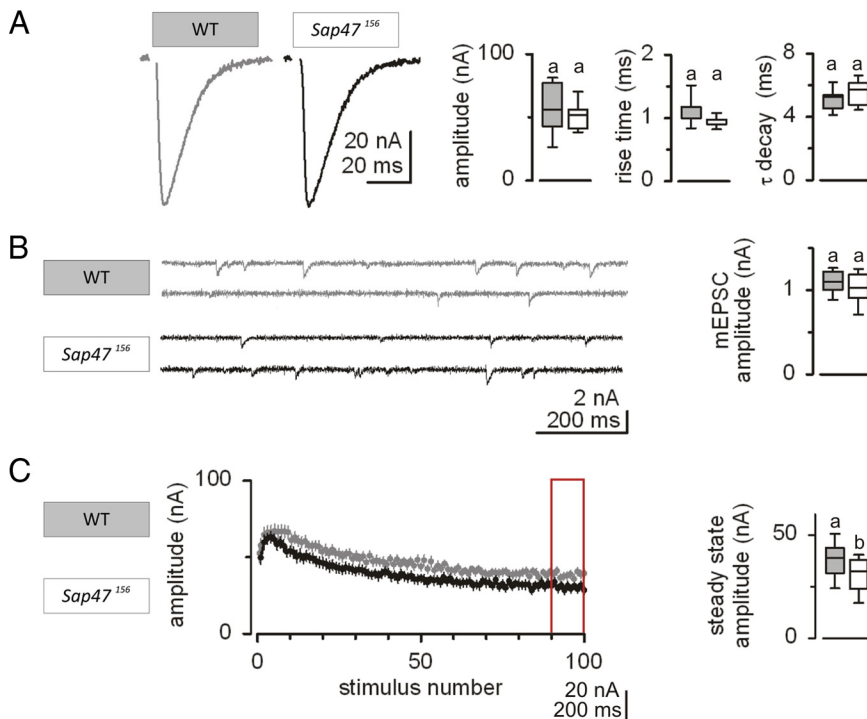 A
WT
Sap47 156
20 nA
20 ms
amplitude (nA)
100
0
a a
rise time (ms)
2
1
0
a a
τ decay (ms)
8
4
0
a a
B
WT
Sap47 156
2 nA
200 ms
mEPSC
amplitude (nA)
1
0
a a
C
WT
Sap47 156
amplitude (nA)
100
0
0 50 100
stimulus number
20 nA
200 ms
steady state
amplitude (nA)
50
0
a b